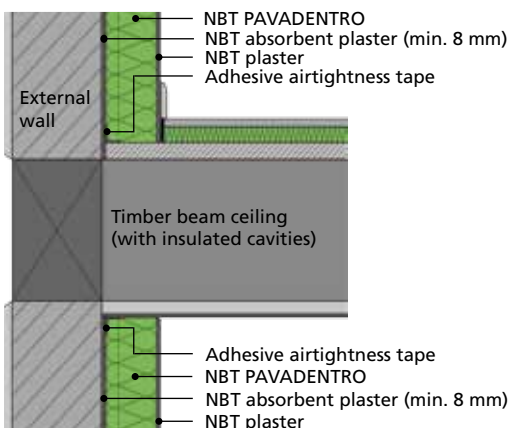 NBT PAVADENTRO
NBT absorbent plaster (min. 8 mm)
NBT plaster
Adhesive airtightness tape
External
wall
Timber beam ceiling
(with insulated cavities)
Adhesive airtightness tape
NBT PAVADENTRO
NBT absorbent plaster (min. 8 mm)
NBT plaster